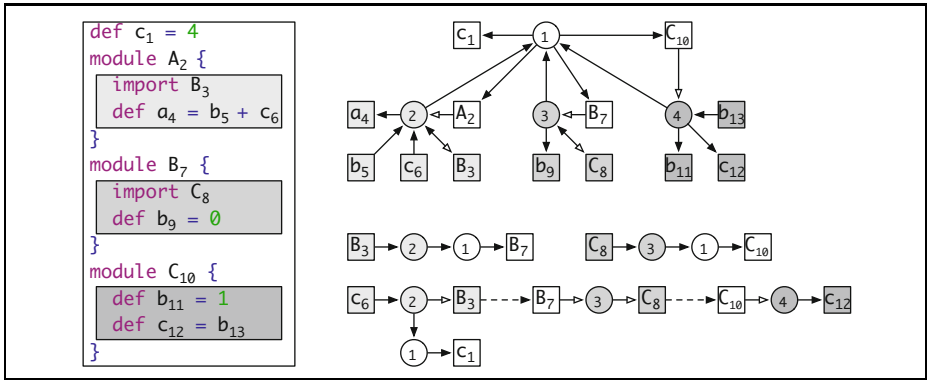 def c₁ = 4
module A₂ {
import B₃
def a₄ = b₅ + c₆
}
module B₇ {
import C₈
def b₉ = 0
}
module C₁₀ {
def b₁₁ = 1
def c₁₂ = b₁₃
}
c₁ 1 C₁₀
a₄ 2 A₂ 3 B₇ 4 b₁₃
b₅ c₆ B₃ b₉ C₈ b₁₁ c₁₂
B₃ 2 1 B₇ C₈ 3 1 C₁₀
c₆ 2 B₃ B₇ 3 C₈ C₁₀ 4 c₁₂
1 c₁